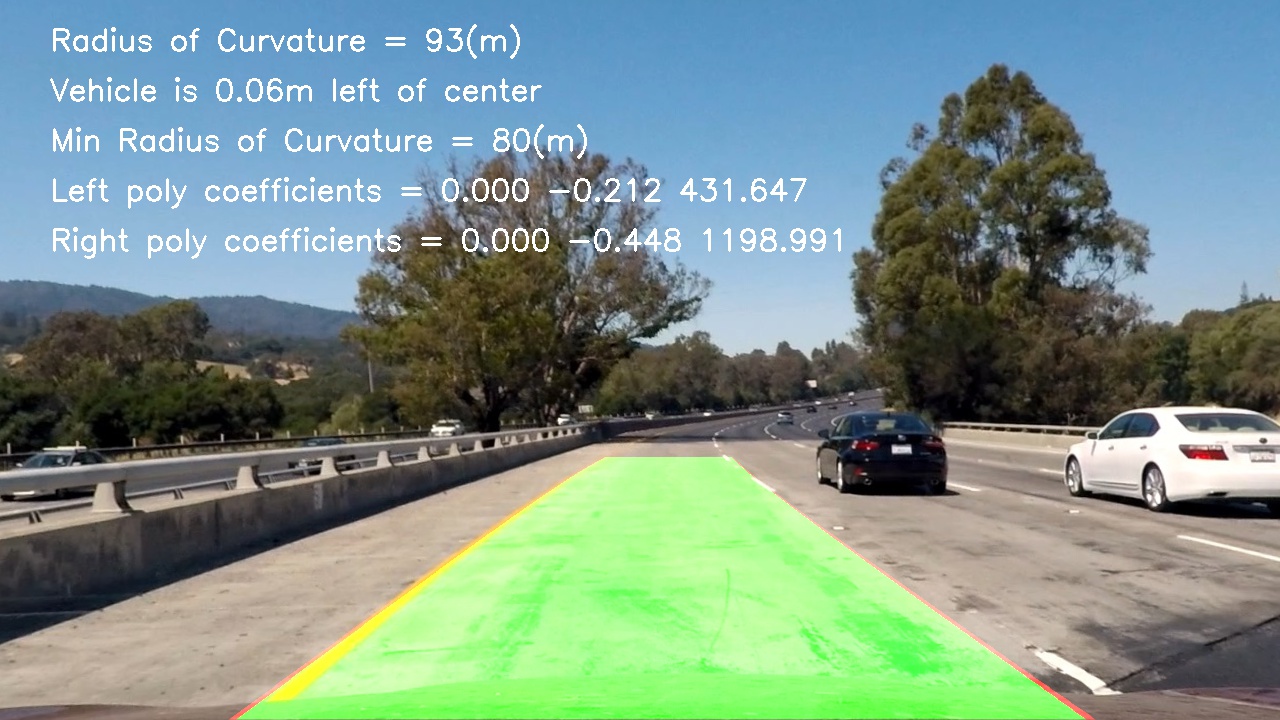 Radius of Curvature = 93(m)
Vehicle is 0.06m left of center
Min Radius of Curvature = 80(m)
Left poly coefficients = 0.000 −0.212 431.647
Right poly coefficients = 0.000 −0.448 1198.991